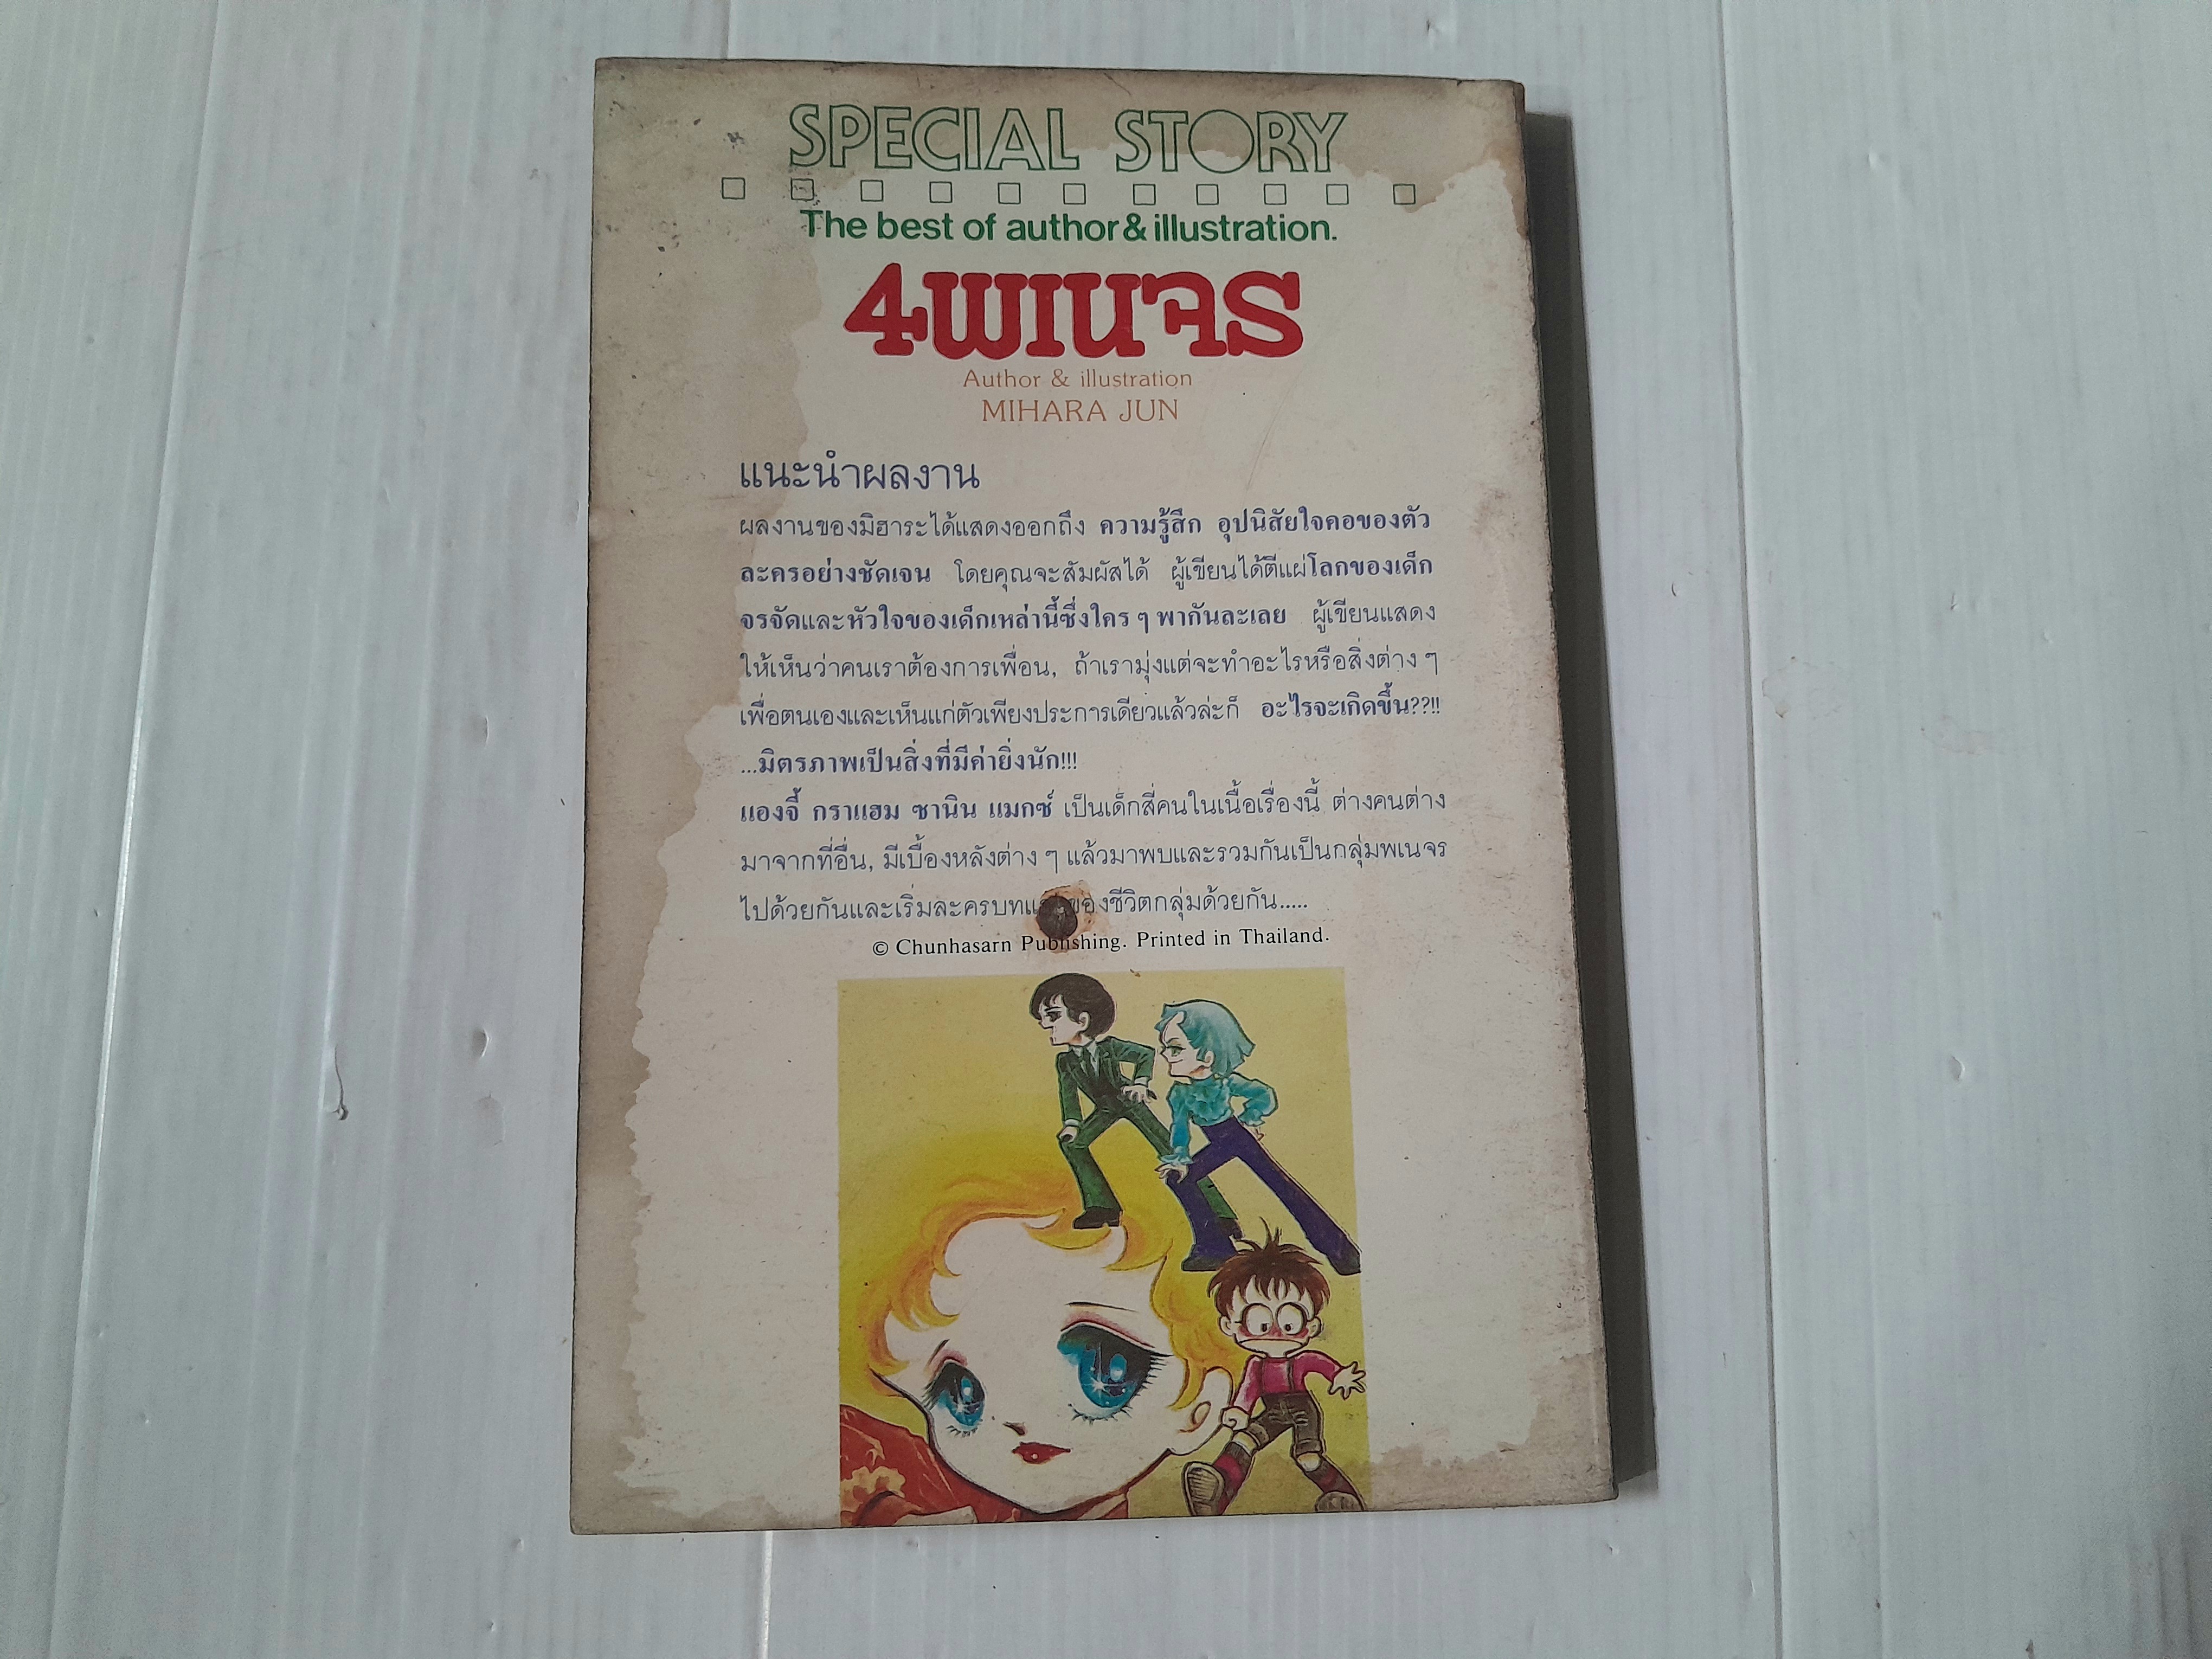 SPECIAL STORY
The best of author & illustration.
4พเนจร
Author & illustration
MIHARA JUN
แนะนำผลงาน
ผลงานของมิฮาระได้แสดงออกถึง ความรู้สึก อุปนิสัยใจคอของตัว
ละครอย่างชัดเจน โดยคุณจะสัมผัสได้ ผู้เขียนได้ตีแผ่โลกของเด็ก
จรจัดและหัวใจของเด็กเหล่านี้ซึ่งใคร ๆ พากันละเลย ผู้เขียนแสดง
ให้เห็นว่าคนเราต้องการเพื่อน, ถ้าเรามุ่งแต่จะทำอะไรหรือสิ่งต่าง ๆ
เพื่อตนเองและเห็นแก่ตัวเพียงประการเดียวแล้วล่ะก็ อะไรจะเกิดขึ้น??!!
...มิตรภาพเป็นสิ่งที่มีค่ายิ่งนัก!!!
แองจี้ กราแฮม ซานิน แมกซ์ เป็นเด็กสี่คนในเนื้อเรื่องนี้ ต่างคนต่าง
มาจากที่อื่น, มีเบื้องหลังต่าง ๆ แล้วมาพบและรวมกันเป็นกลุ่มพเนจร
ไปด้วยกันและเริ่มละครบทแรกของชีวิตกลุ่มด้วยกัน.....
© Chunhasarn Publishing. Printed in Thailand.